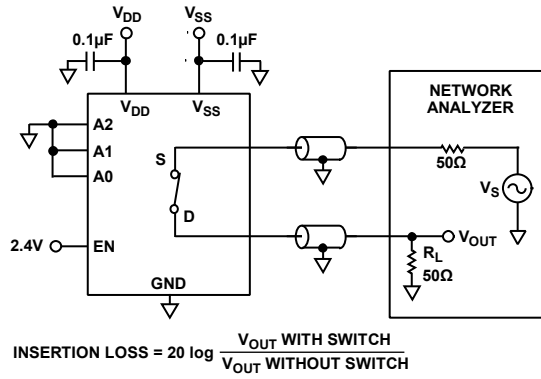 VDD
VSS
0.1µF
0.1µF
VDD
VSS
NETWORK
ANALYZER
A2
A1
A0
S
D
50Ω
VS
2.4V
EN
VOUT
RL
50Ω
GND
INSERTION LOSS = 20 log
VOUT WITH SWITCH
VOUT WITHOUT SWITCH